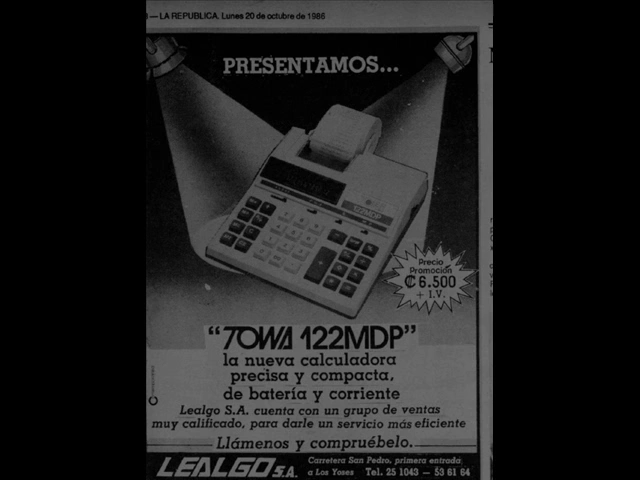 — LA REPUBLICA. Lunes 20 de octubre de 1986
PRESENTAMOS...
122MDP
Precio
Promoción
₡6.500
+ I.V.
"TOWA 122MDP"
la nueva calculadora
precisa y compacta,
de batería y corriente
Lealgo S.A. cuenta con un grupo de ventas
muy calificado, para darle un servicio más eficiente
Llámenos y compruébelo.
LEALGO S.A.
Carretera San Pedro, primera entrada
a Los Yoses Tel. 25 1043 — 53 61 64